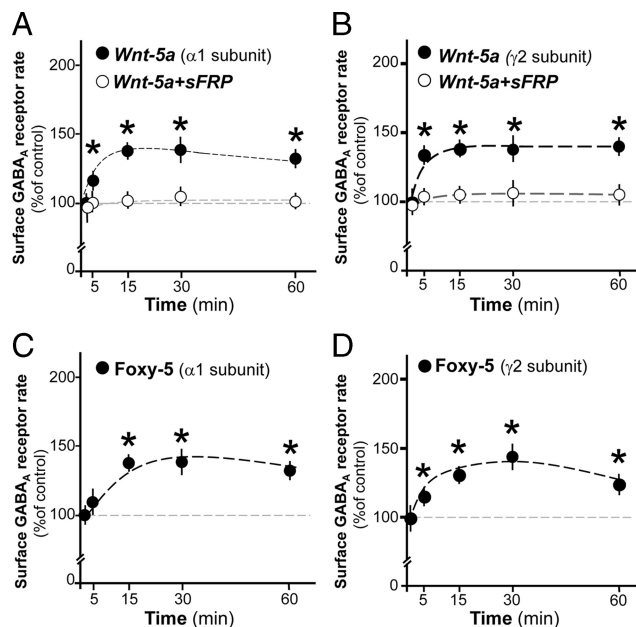 A
Surface GABAA receptor rate
(%of control)
200
150
100
0
● Wnt-5a (α1 subunit)
○ Wnt-5a+sFRP
* * * *
5 15 30 60
Time (min)
B
Surface GABAA receptor rate
(%of control)
200
150
100
0
● Wnt-5a (γ2 subunit)
○ Wnt-5a+sFRP
* * * *
5 15 30 60
Time (min)
C
Surface GABAA receptor rate
(%of control)
200
150
100
0
● Foxy-5 (α1 subunit)
* * *
5 15 30 60
Time (min)
D
Surface GABAA receptor rate
(%of control)
200
150
100
0
● Foxy-5 (γ2 subunit)
* * * *
5 15 30 60
Time (min)